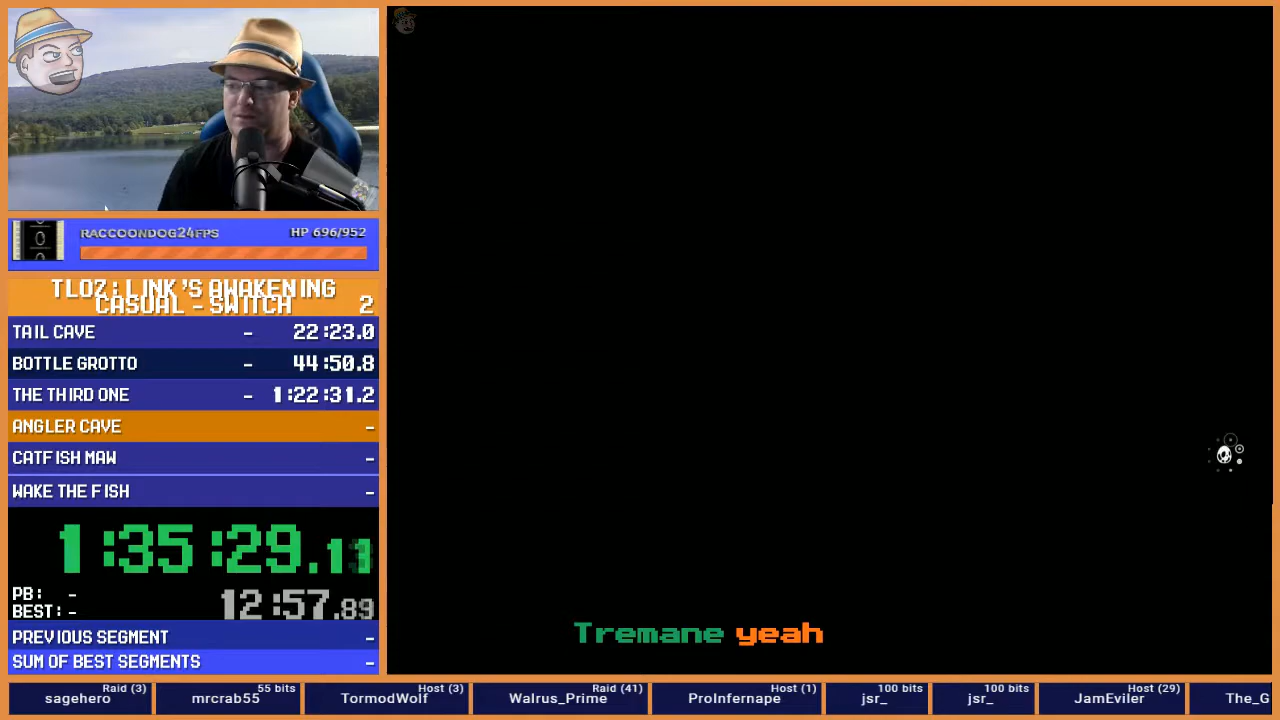 RACCOONDOG24FPS HP 696/952
0
TLOZ: LINK'S AWAKENING
CASUAL - SWITCH 2
TAIL CAVE - 22:23.0
BOTTLE GROTTO - 44:50.8
THE THIRD ONE - 1:22:31.2
ANGLER CAVE -
CATFISH MAW -
WAKE THE FISH -
1:35:29.13
PB: -
BEST: - 12:57.89
PREVIOUS SEGMENT -
SUM OF BEST SEGMENTS -
Tremane yeah
Raid (3) 55 bits Host (3) Raid (41) Host (1) 100 bits 100 bits Host (29)
sagehero mrcrab55 TormodWolf Walrus_Prime ProInfernape jsr_ jsr_ JamEviler The_G